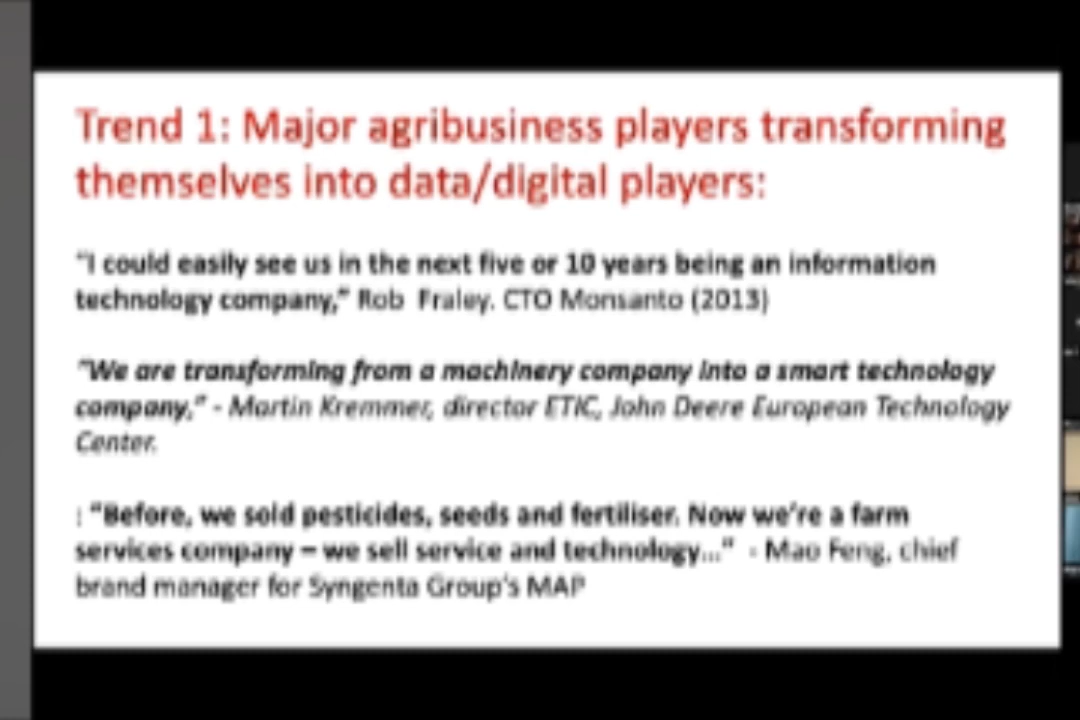 Trend 1: Major agribusiness players transforming
themselves into data/digital players:
"I could easily see us in the next five or 10 years being an information
technology company," Rob Fraley. CTO Monsanto (2013)
"We are transforming from a machinery company into a smart technology
company," - Martin Kremmer, director ETIC, John Deere European Technology
Center.
: "Before, we sold pesticides, seeds and fertiliser. Now we're a farm
services company – we sell service and technology..." - Mao Feng, chief
brand manager for Syngenta Group's MAP